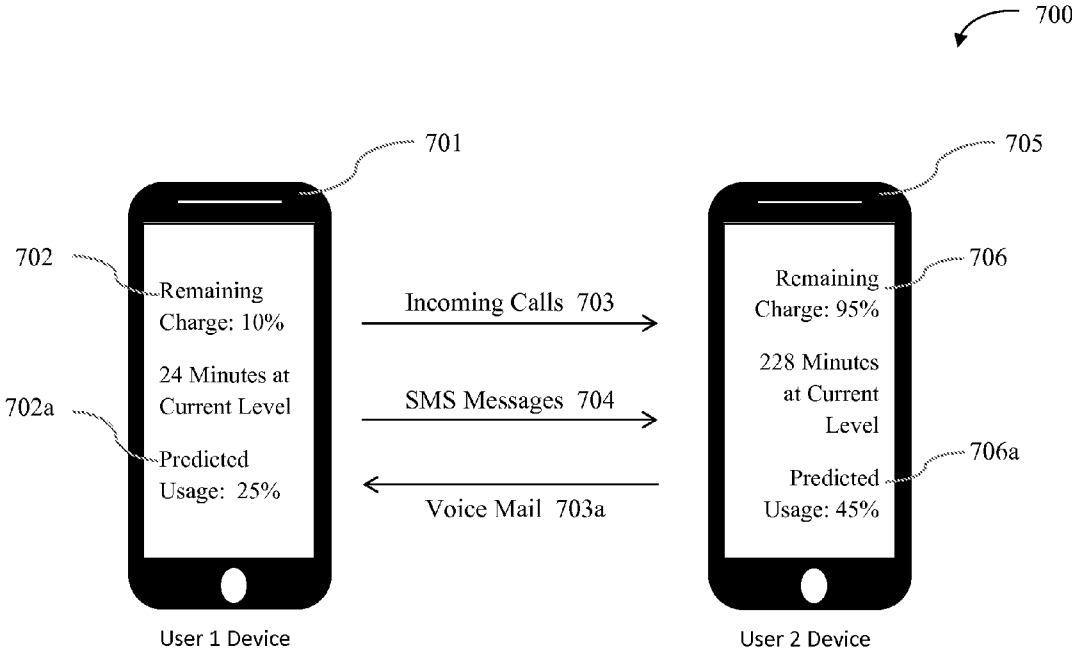 700
701
705
702
Remaining
Charge: 10%
24 Minutes at
Current Level
702a
Predicted
Usage: 25%
Incoming Calls 703
SMS Messages 704
Voice Mail 703a
706
Remaining
Charge: 95%
228 Minutes
at Current
Level
706a
Predicted
Usage: 45%
User 1 Device
User 2 Device